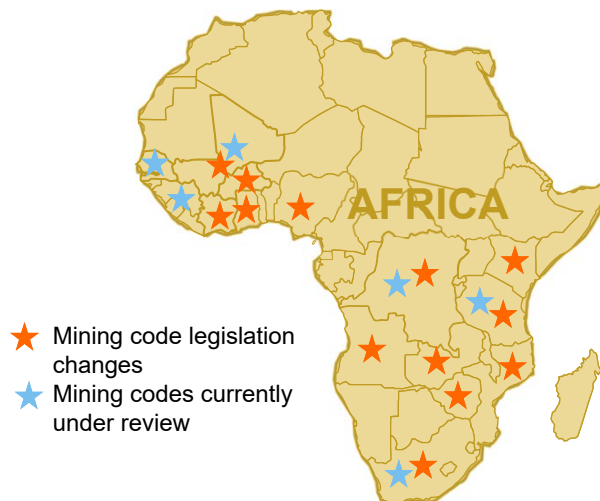 AFRICA
Mining code legislation
changes
Mining codes currently
under review